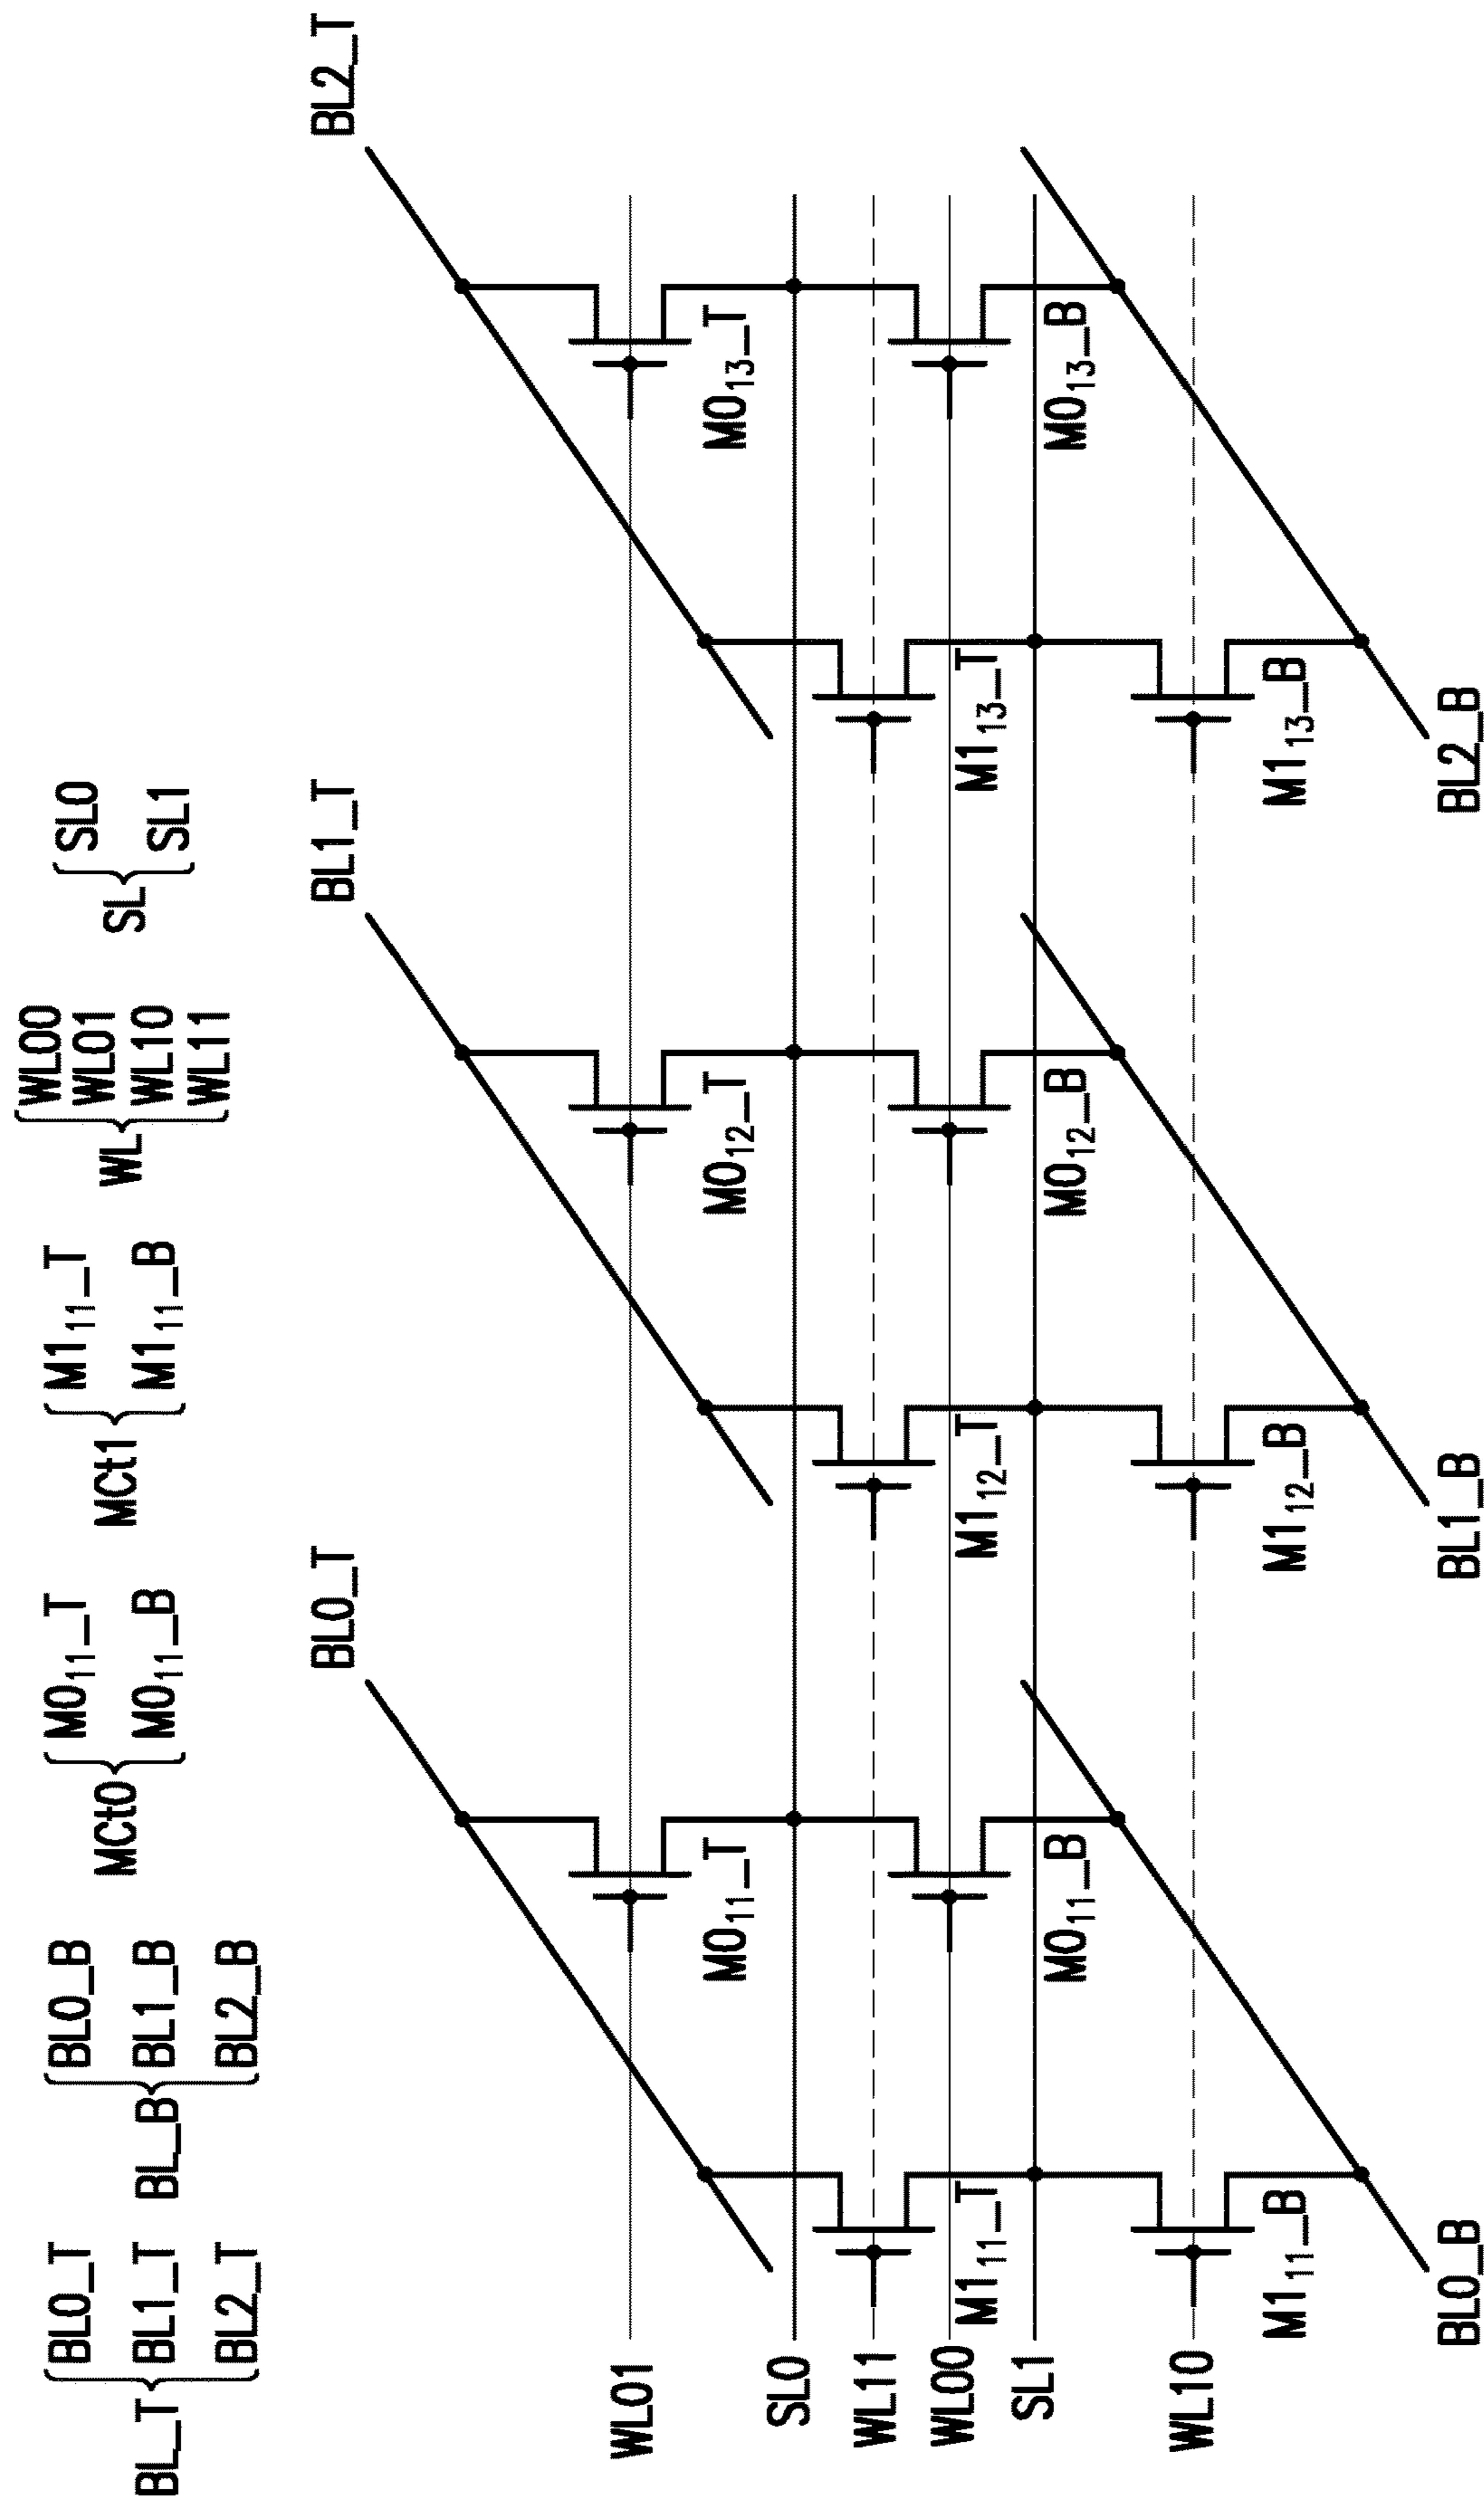 BL_T { BL0_T BL1_T BL2_T
BL_B { BL0_B BL1_B BL2_B
MCt0 { M0₁₁_T M0₁₁_B
MCt1 { M1₁₁_T M1₁₁_B
WL { WL00 WL01 WL10 WL11
SL { SL0 SL1
BL0_T BL1_T BL2_T
WL01
M0₁₁_T M0₁₂_T M0₁₃_T
SL0
WL11
WL00
M1₁₁_T M1₁₂_T M1₁₃_T
SL1
M0₁₁_B M0₁₂_B M0₁₃_B
WL10
M1₁₁_B M1₁₂_B M1₁₃_B
BL0_B BL1_B BL2_B